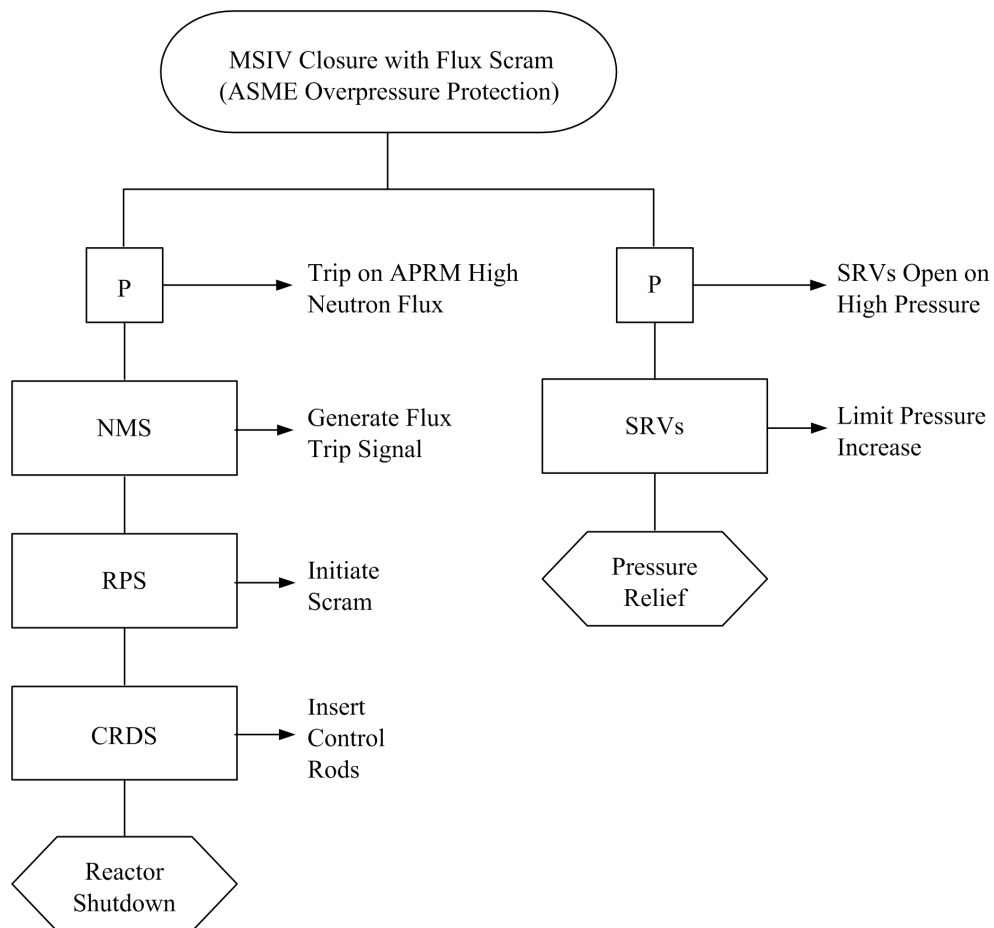 MSIV Closure with Flux Scram
(ASME Overpressure Protection)
P
Trip on APRM High
Neutron Flux
NMS
Generate Flux
Trip Signal
RPS
Initiate
Scram
CRDS
Insert
Control
Rods
Reactor
Shutdown
P
SRVs Open on
High Pressure
SRVs
Limit Pressure
Increase
Pressure
Relief